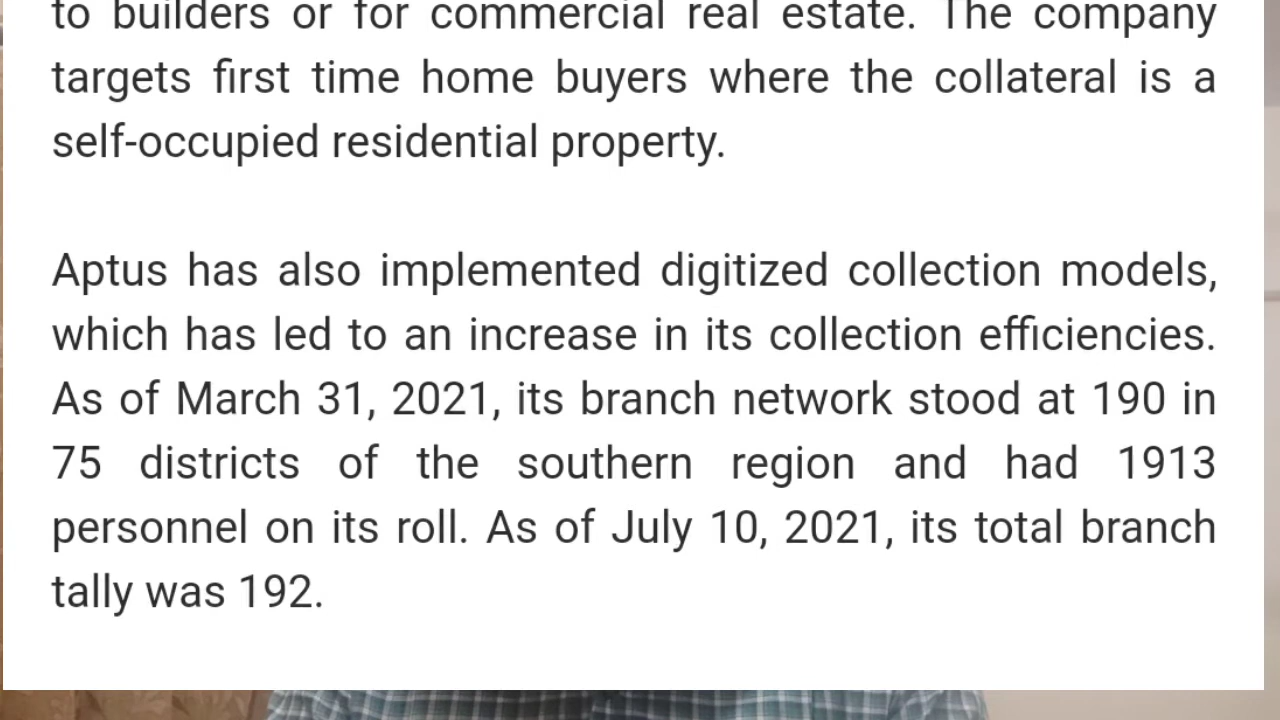 to builders or for commercial real estate. The company
targets first time home buyers where the collateral is a
self-occupied residential property.
Aptus has also implemented digitized collection models,
which has led to an increase in its collection efficiencies.
As of March 31, 2021, its branch network stood at 190 in
75 districts of the southern region and had 1913
personnel on its roll. As of July 10, 2021, its total branch
tally was 192.